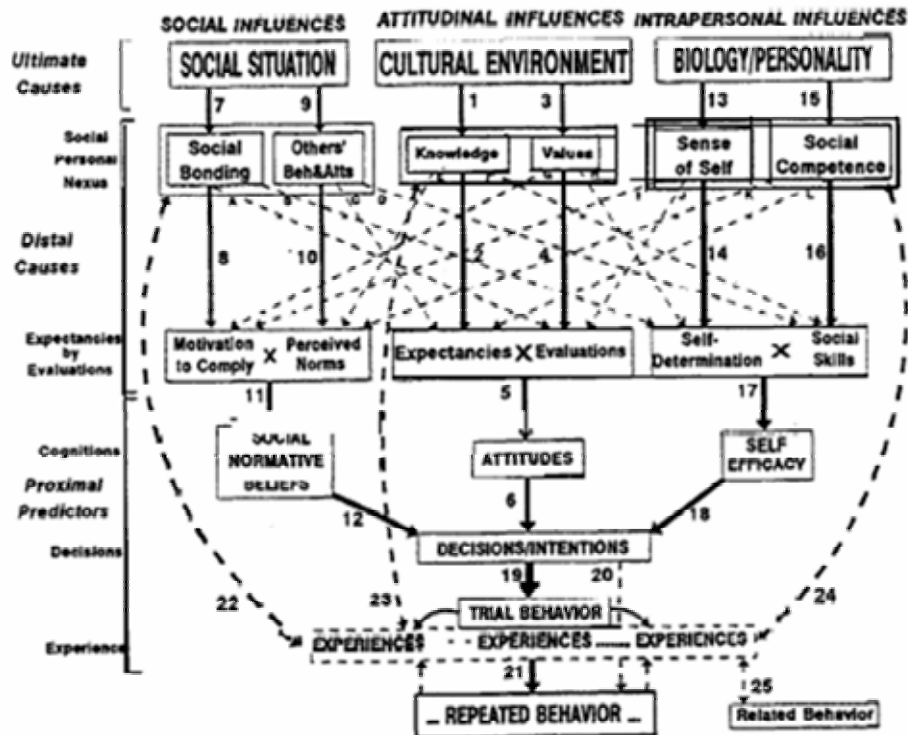 SOCIAL INFLUENCES
ATTITUDINAL INFLUENCES
INTRAPERSONAL INFLUENCES
Ultimate
Causes
SOCIAL SITUATION
CULTURAL ENVIRONMENT
BIOLOGY/PERSONALITY
7
9
1
3
13
15
Social
Personal
Nexus
Social
Bonding
Others'
Beh&Atts
Knowledge
Values
Sense
of Self
Social
Competence
Distal
Causes
8
10
2
4
14
16
Expectancies
by
Evaluations
Motivation
to Comply
X
Perceived
Norms
Expectancies X Evaluations
Self-
Determination
X
Social
Skills
11
5
17
Cognitions
SOCIAL
NORMATIVE
BELIEFS
ATTITUDES
SELF
EFFICACY
Proximal
Predictors
12
6
18
Decisions
DECISIONS/INTENTIONS
19
20
22
23
24
TRIAL BEHAVIOR
Experience
EXPERIENCES
EXPERIENCES
EXPERIENCES
21
25
... REPEATED BEHAVIOR ...
Related Behavior